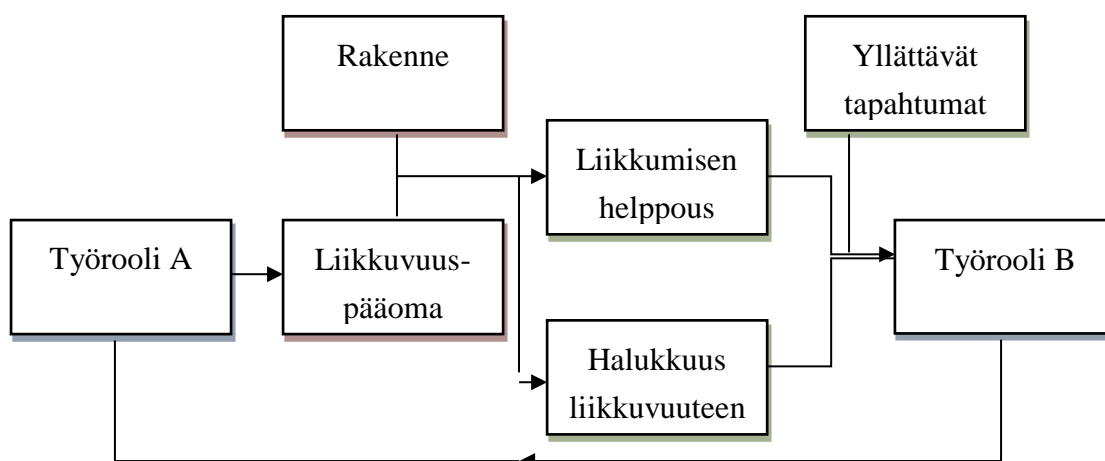 Rakenne
Yllättävät
tapahtumat
Liikkumisen
helppous
Työrooli A
Liikkuvuus-
pääoma
Työrooli B
Halukkuus
liikkuvuuteen